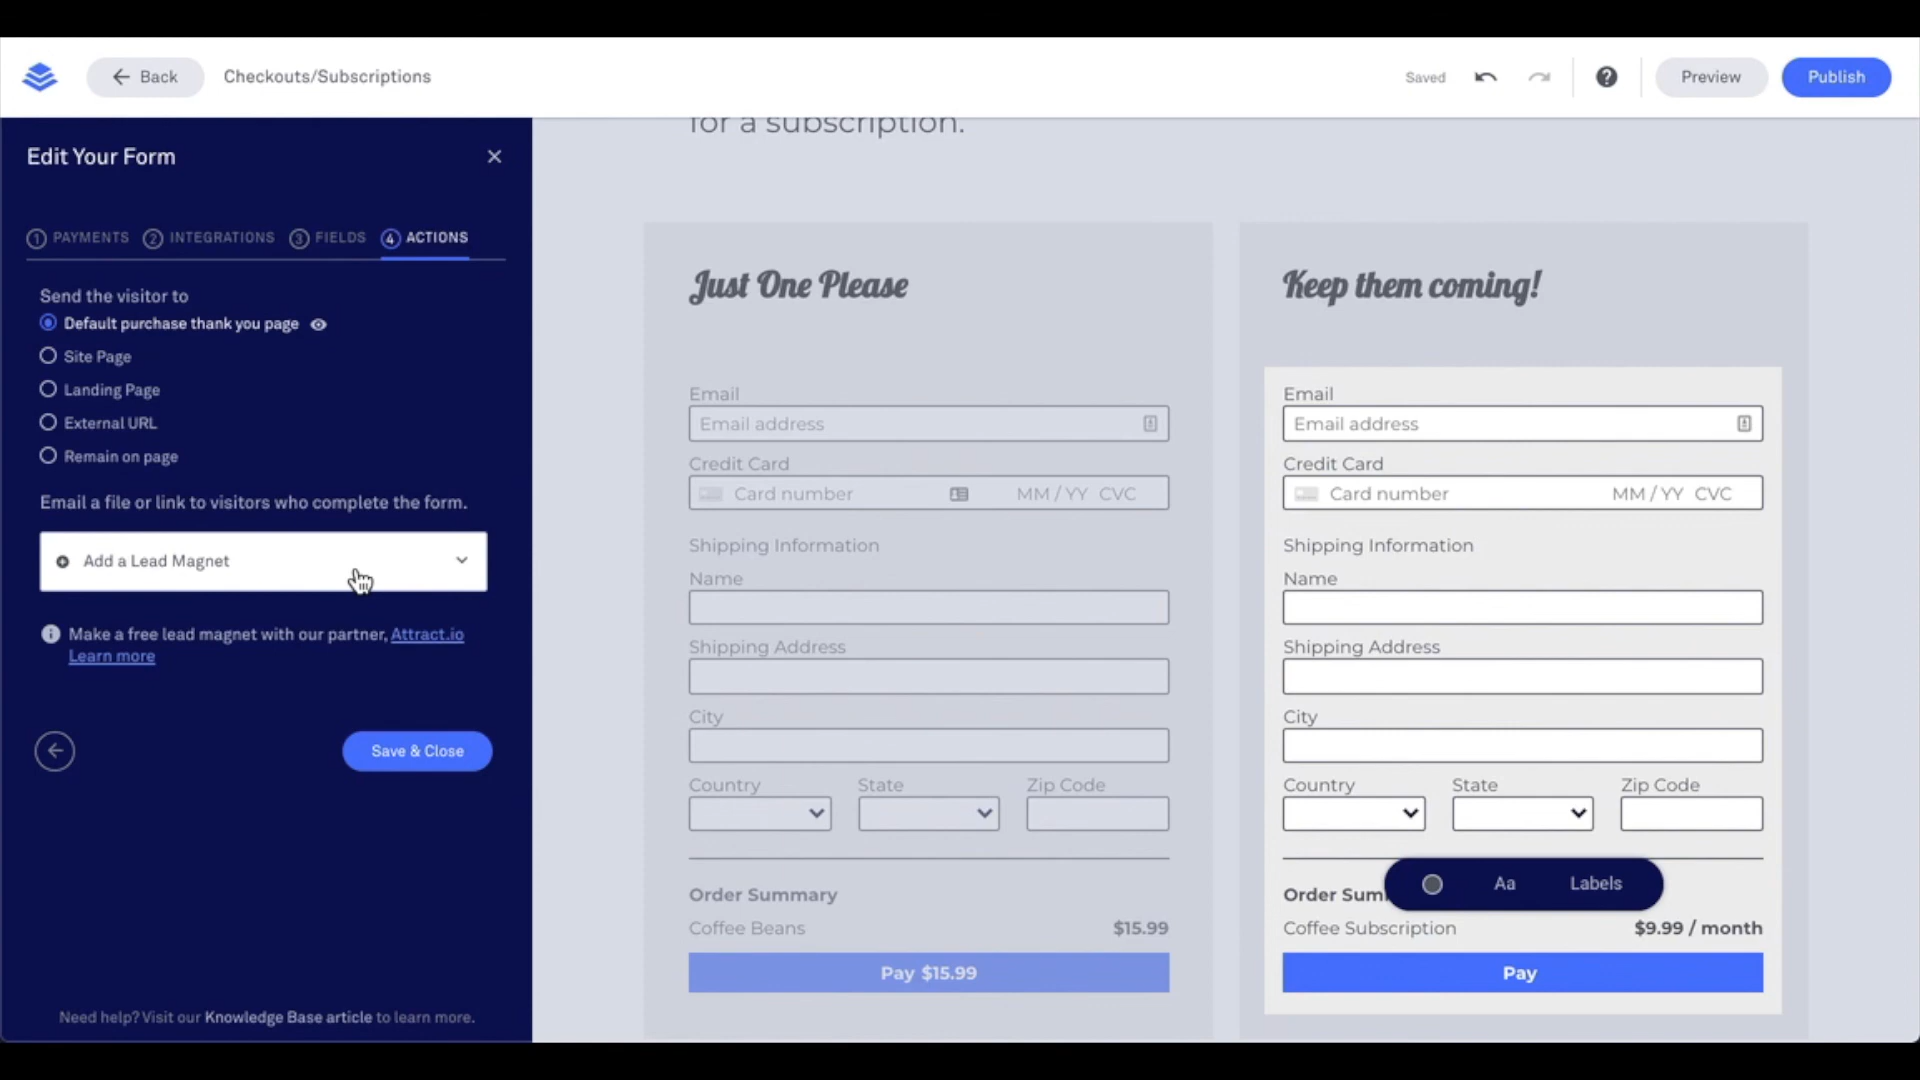 Back
Checkouts/Subscriptions
Saved
Preview
Publish
Edit Your Form
1 PAYMENTS
2 INTEGRATIONS
3 FIELDS
4 ACTIONS
Send the visitor to
Default purchase thank you page
Site Page
Landing Page
External URL
Remain on page
Email a file or link to visitors who complete the form.
Add a Lead Magnet
Make a free lead magnet with our partner, Attract.io
Learn more
Save & Close
Need help? Visit our Knowledge Base article to learn more.
for a subscription.
Just One Please
Email
Email address
Credit Card
Card number MM / YY CVC
Shipping Information
Name
Shipping Address
City
Country State Zip Code
Order Summary
Coffee Beans $15.99
Pay $15.99
Keep them coming!
Email
Email address
Credit Card
Card number MM / YY CVC
Shipping Information
Name
Shipping Address
City
Country State Zip Code
Order Sum
Aa Labels
Coffee Subscription $9.99 / month
Pay